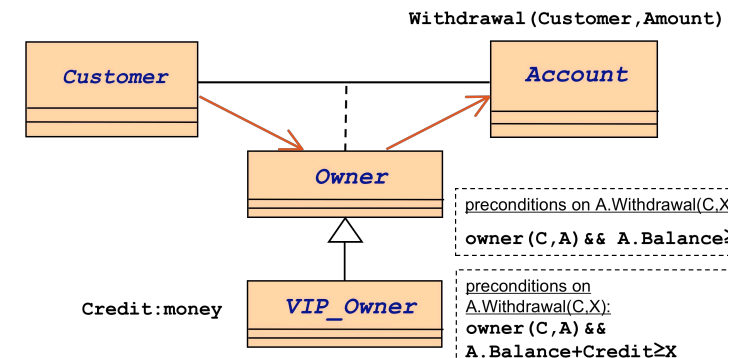 Withdrawal(Customer,Amount)
Customer
Account
Owner
preconditions on A.Withdrawal(C,X
owner(C,A)&& A.Balance≥
Credit:money
VIP_Owner
preconditions on
A.Withdrawal(C,X):
owner(C,A)&&
A.Balance+Credit≥X